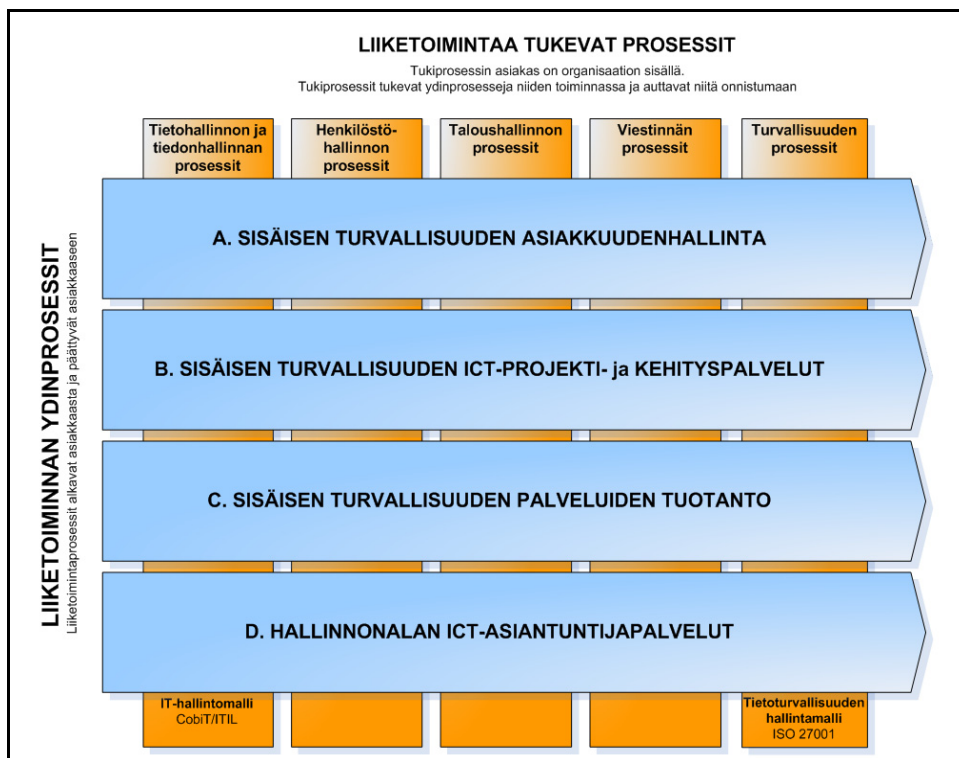 LIIKETOIMINTAA TUKEVAT PROSESSIT
Tukiprosessin asiakas on organisaation sisällä.
Tukiprosessit tukevat ydinprosesseja niiden toiminnassa ja auttavat niitä onnistumaan
Tietohallinnon ja
tiedonhallinnan
prosessit
Henkilöstö-
hallinnon
prosessit
Taloushallinnon
prosessit
Viestinnän
prosessit
Turvallisuuden
prosessit
LIIKETOIMINNAN YDINPROSESSIT
Liiketoimintaprosessit alkavat asiakkaasta ja päättyvät asiakkaaseen
A. SISÄISEN TURVALLISUUDEN ASIAKKUUDENHALLINTA
B. SISÄISEN TURVALLISUUDEN ICT-PROJEKTI- ja KEHITYSPALVELUT
C. SISÄISEN TURVALLISUUDEN PALVELUIDEN TUOTANTO
D. HALLINNONALAN ICT-ASIANTUNTIJAPALVELUT
IT-hallintomalli
CobiT/ITIL
Tietoturvallisuuden
hallintamalli
ISO 27001